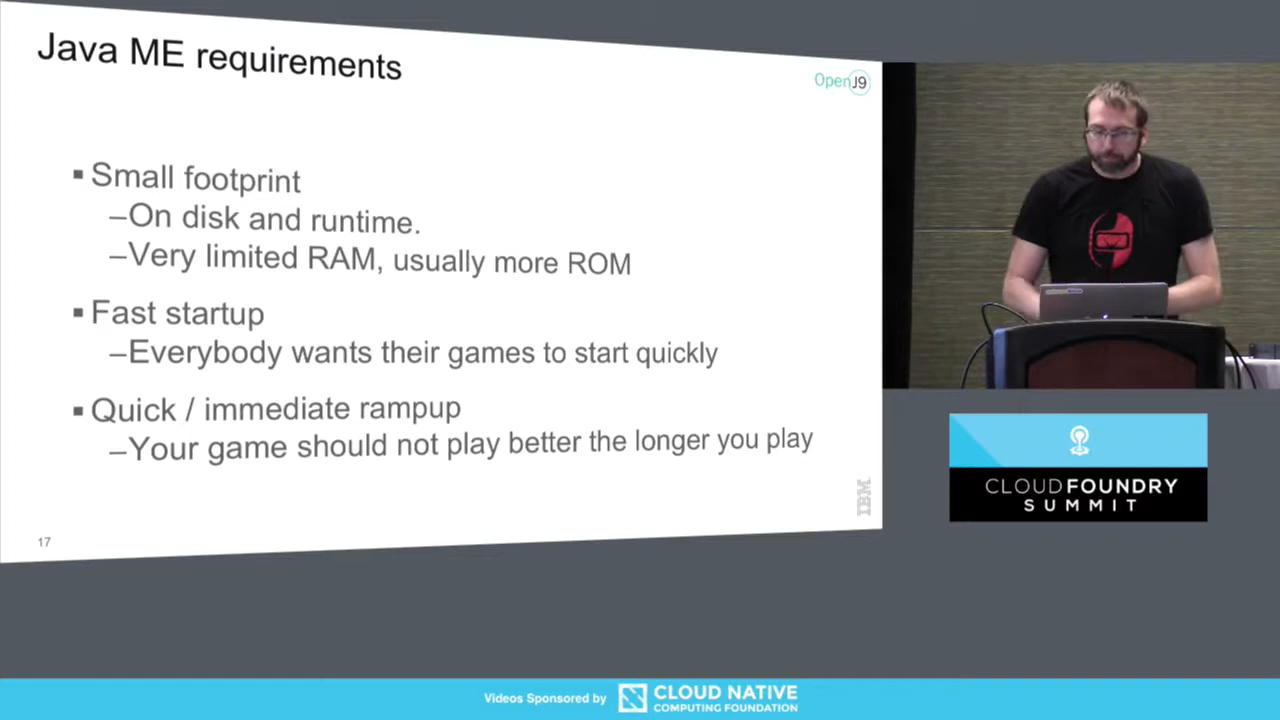 Java ME requirements
OpenJ9
▪ Small footprint
–On disk and runtime.
–Very limited RAM, usually more ROM
▪ Fast startup
–Everybody wants their games to start quickly
▪ Quick / immediate rampup
–Your game should not play better the longer you play
IBM
17
CLOUDFOUNDRY
SUMMIT
Videos Sponsored by
CLOUD NATIVE
COMPUTING FOUNDATION